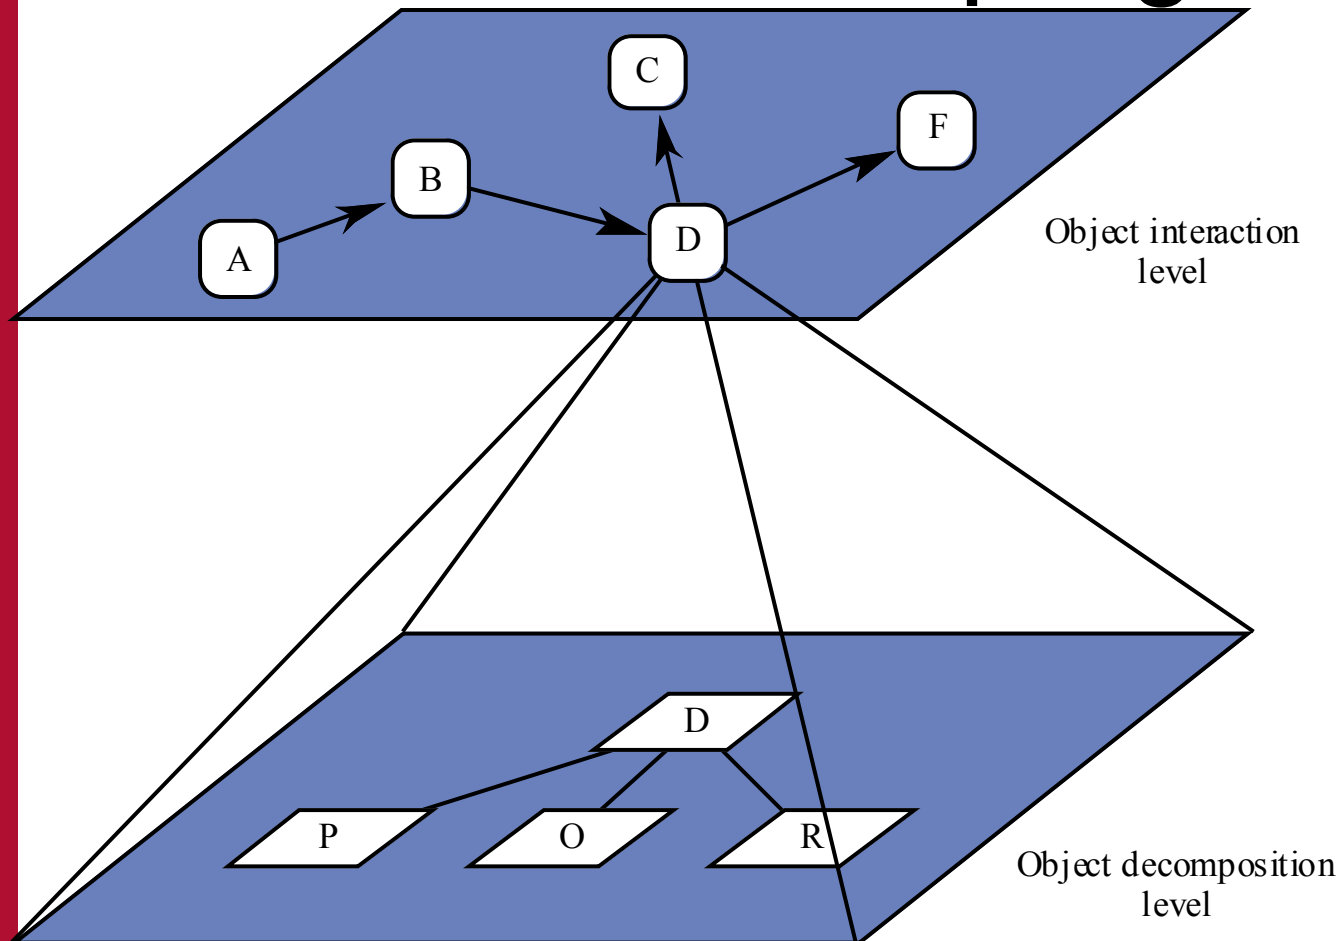 C
F
B
D
A
Object interaction
level
D
P
O
R
Object decomposition
level